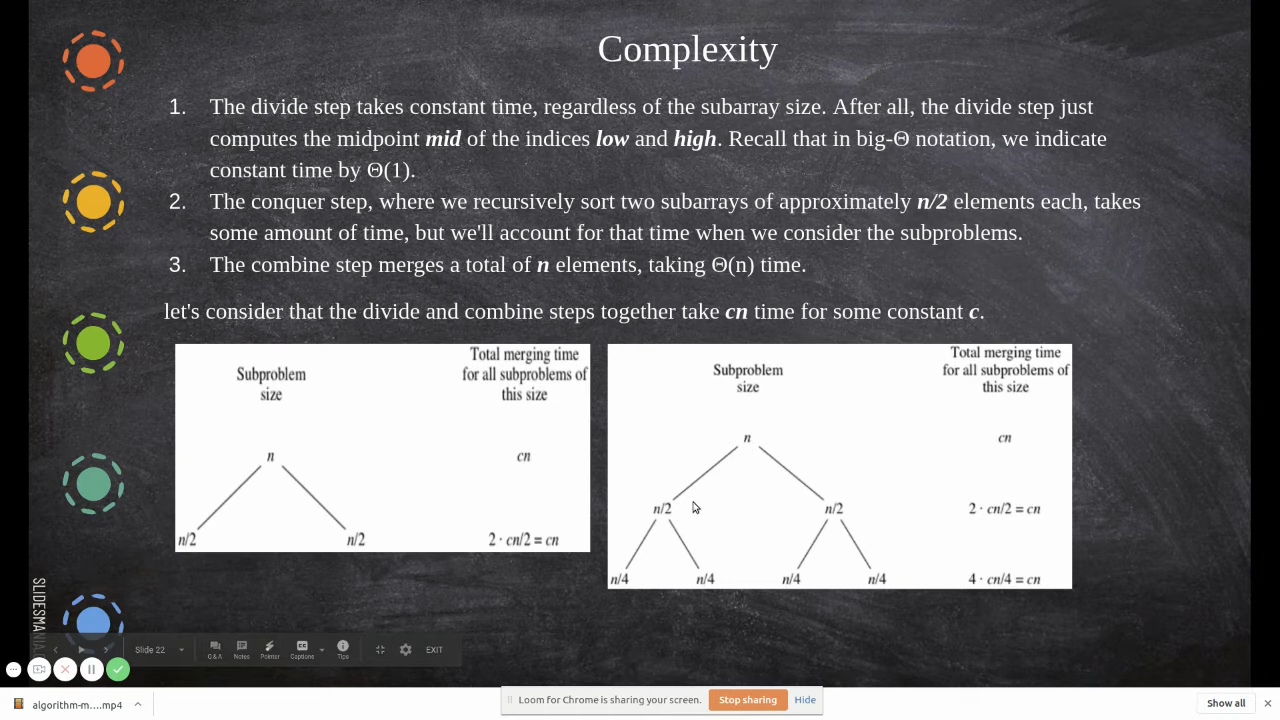 Complexity
1. The divide step takes constant time, regardless of the subarray size. After all, the divide step just
computes the midpoint mid of the indices low and high. Recall that in big-Θ notation, we indicate
constant time by Θ(1).
2. The conquer step, where we recursively sort two subarrays of approximately n/2 elements each, takes
some amount of time, but we'll account for that time when we consider the subproblems.
3. The combine step merges a total of n elements, taking Θ(n) time.
let's consider that the divide and combine steps together take cn time for some constant c.
Subproblem
size
Total merging time
for all subproblems of
this size
n
cn
n/2 n/2
2 · cn/2 = cn
Subproblem
size
Total merging time
for all subproblems of
this size
n
cn
n/2 n/2
2 · cn/2 = cn
n/4 n/4 n/4 n/4
4 · cn/4 = cn
Slide 22
Q & A
Notes
Pointer
Captions
Tips
EXIT
Loom for Chrome is sharing your screen.
Stop sharing
Hide
algorithm-m....mp4
Show all